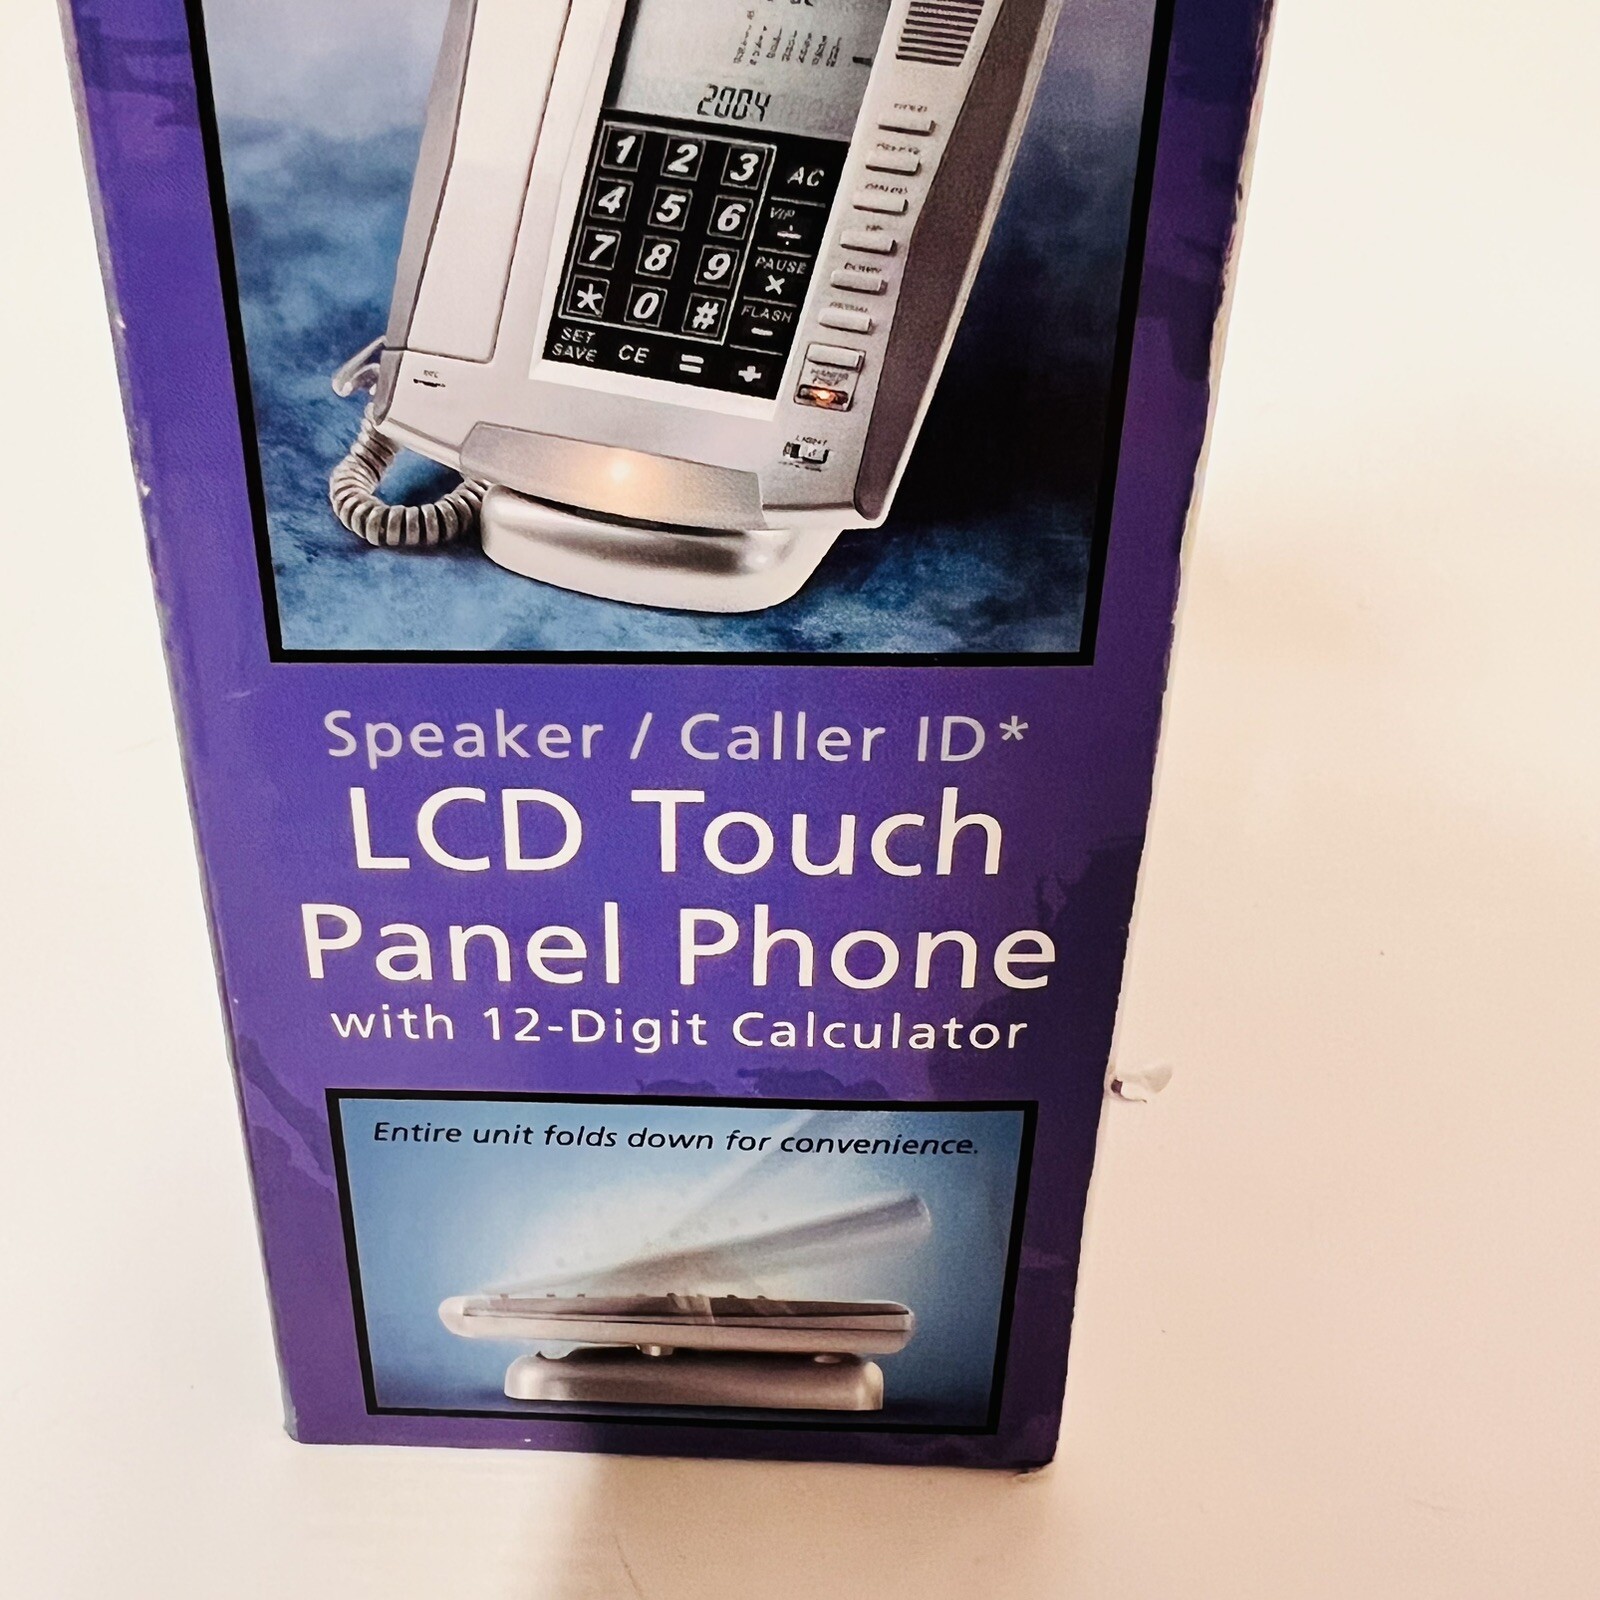 2004
1 2 3 AC
4 5 6 VIP ÷
7 8 9 PAUSE ×
* 0 # FLASH −
SET SAVE CE = +
LIGHT
Speaker / Caller ID*
LCD Touch
Panel Phone
with 12-Digit Calculator
Entire unit folds down for convenience.